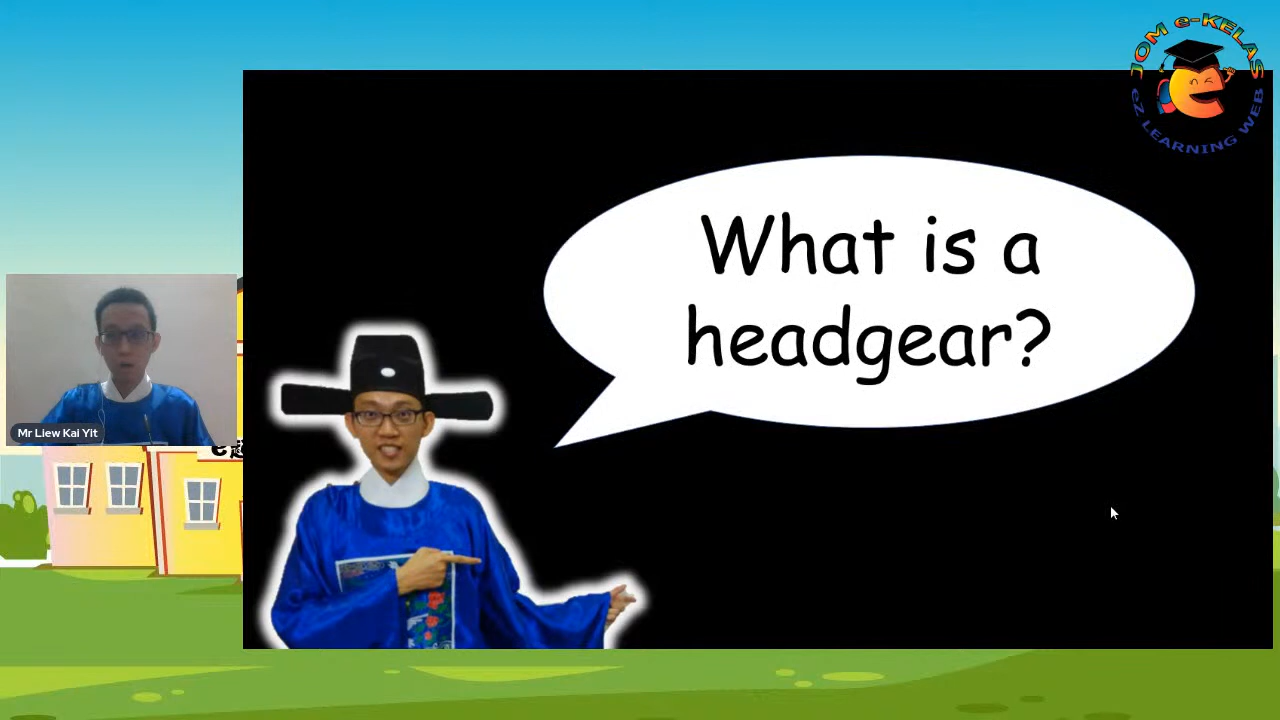 JOM e-KELAS
eZ LEARNING WEB
What is a
headgear?
Mr Liew Kai Yit